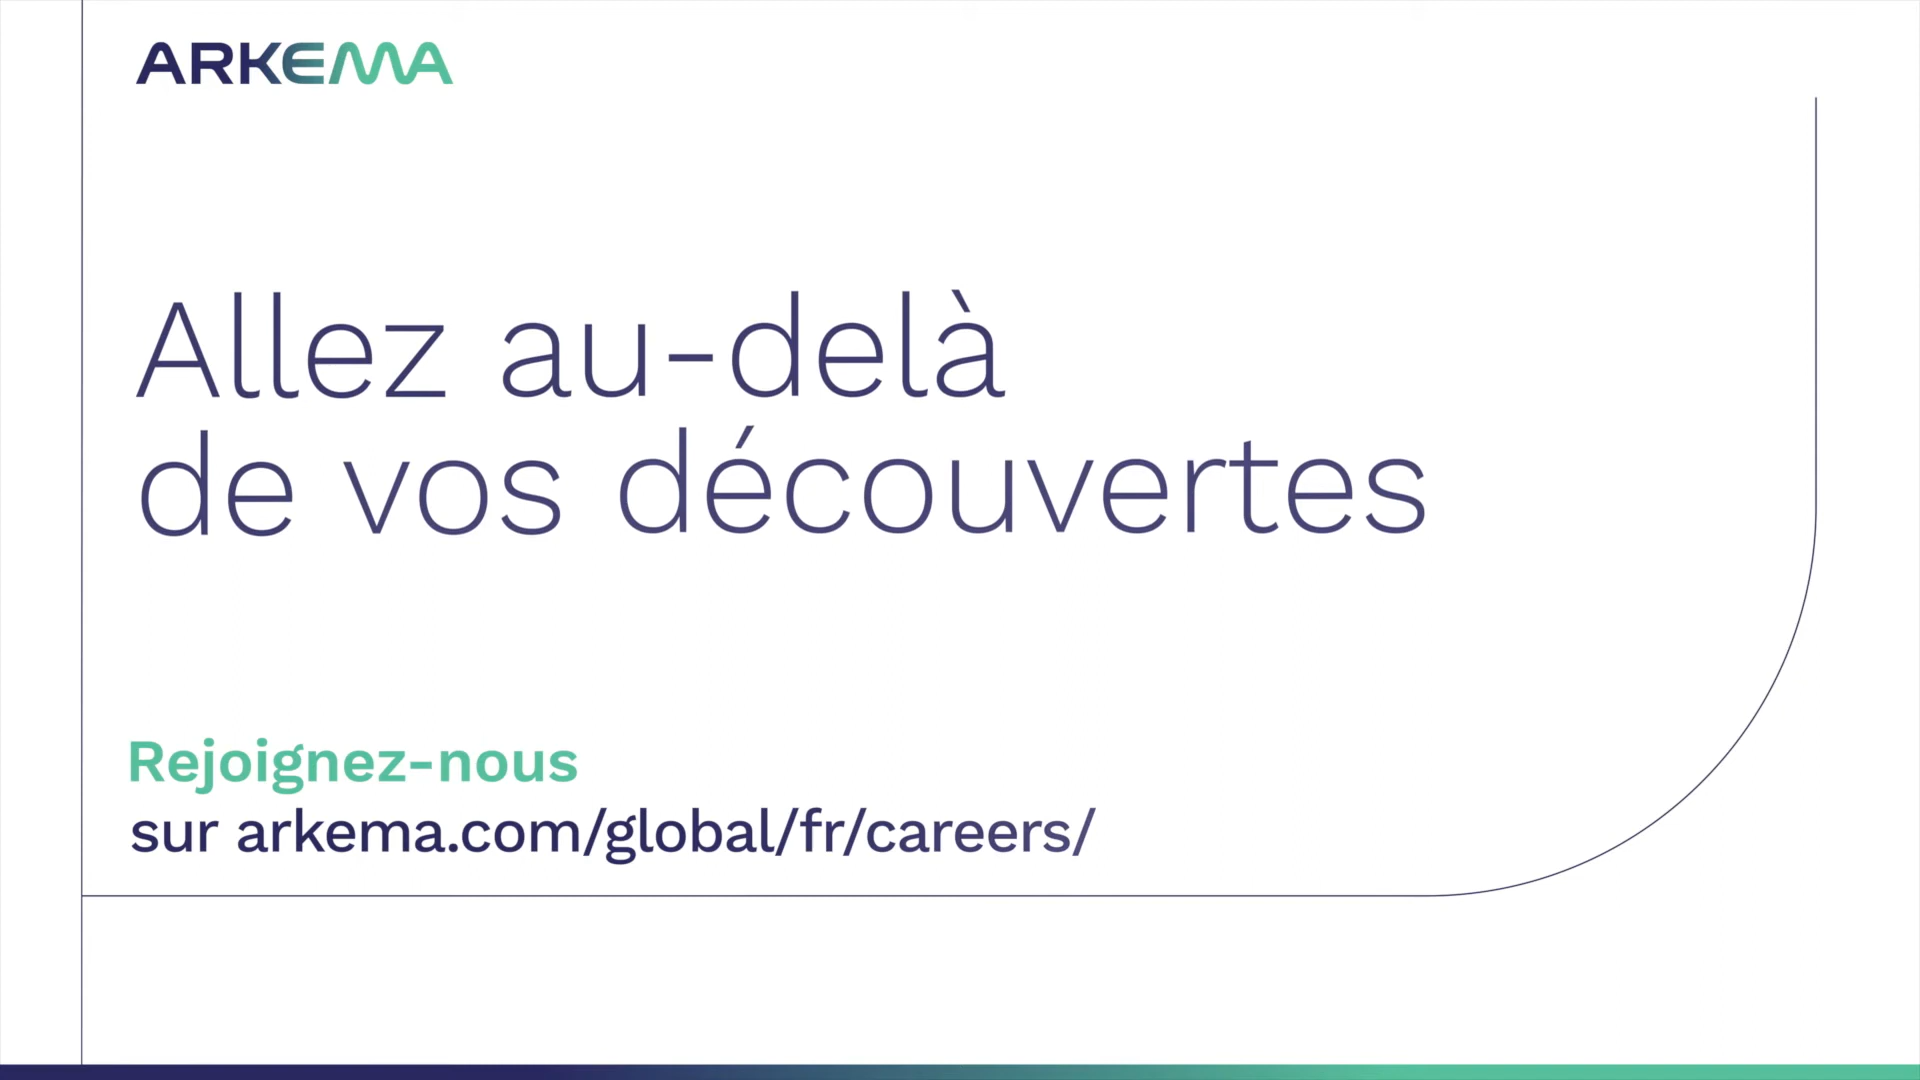 ARKEMA
Allez au-delà
de vos découvertes
Rejoignez-nous
sur arkema.com/global/fr/careers/